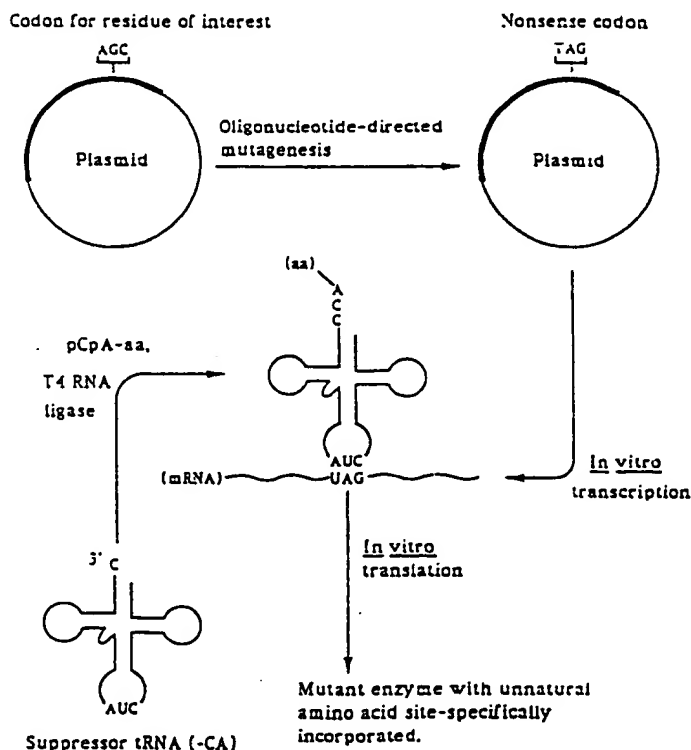 Codon for residue of interest
AGC
Plasmid
Oligonucleotide-directed
mutagenesis
Nonsense codon
TAG
Plasmid
(aa)
A
C
C
pCpA-aa,
T4 RNA
ligase
AUC
(mRNA)
UAG
In vitro
transcription
In vitro
translation
3' C
AUC
Suppressor tRNA (-CA)
Mutant enzyme with unnatural
amino acid site-specifically
incorporated.